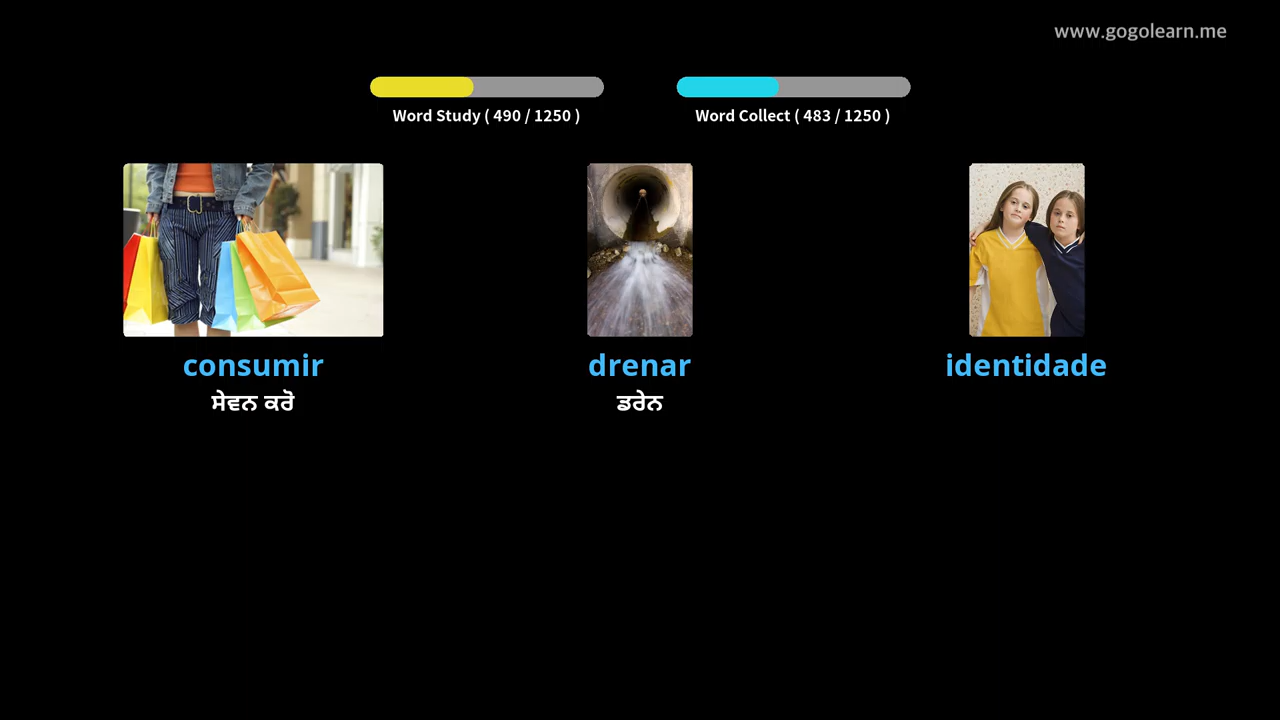 www.gogolearn.me
Word Study ( 490 / 1250 )
Word Collect ( 483 / 1250 )
consumir
drenar
identidade
ਸੇਵਨ ਕਰੋ
ਡਰੇਨ